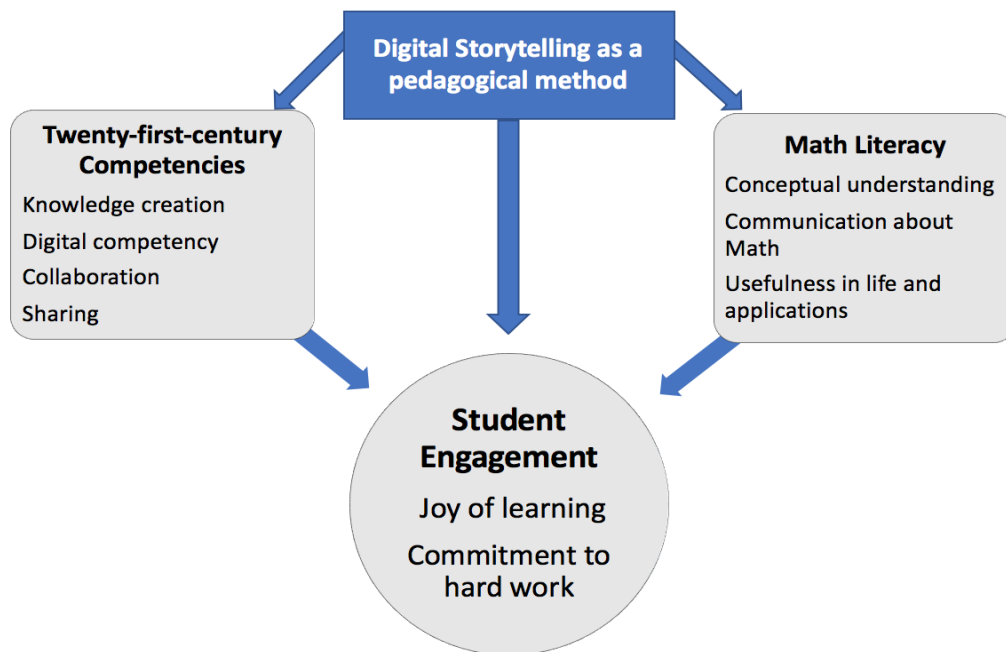 Digital Storytelling as a
pedagogical method
Twenty-first-century
Competencies
Knowledge creation
Digital competency
Collaboration
Sharing
Math Literacy
Conceptual understanding
Communication about
Math
Usefulness in life and
applications
Student
Engagement
Joy of learning
Commitment to
hard work